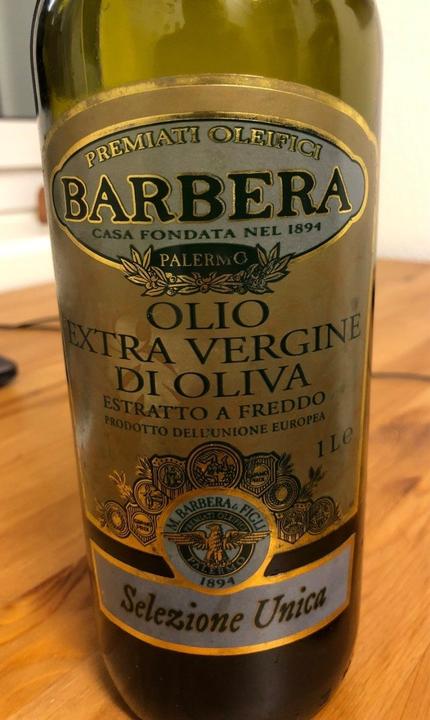 PREMIATI OLEIFICI
BARBERA
CASA FONDATA NEL 1894
PALERMO
OLIO
EXTRA VERGINE
DI OLIVA
ESTRATTO A FREDDO
PRODOTTO DELL'UNIONE EUROPEA
1 L e
M. BARBERA & FIGLI
PALERMO
1894
Selezione Unica